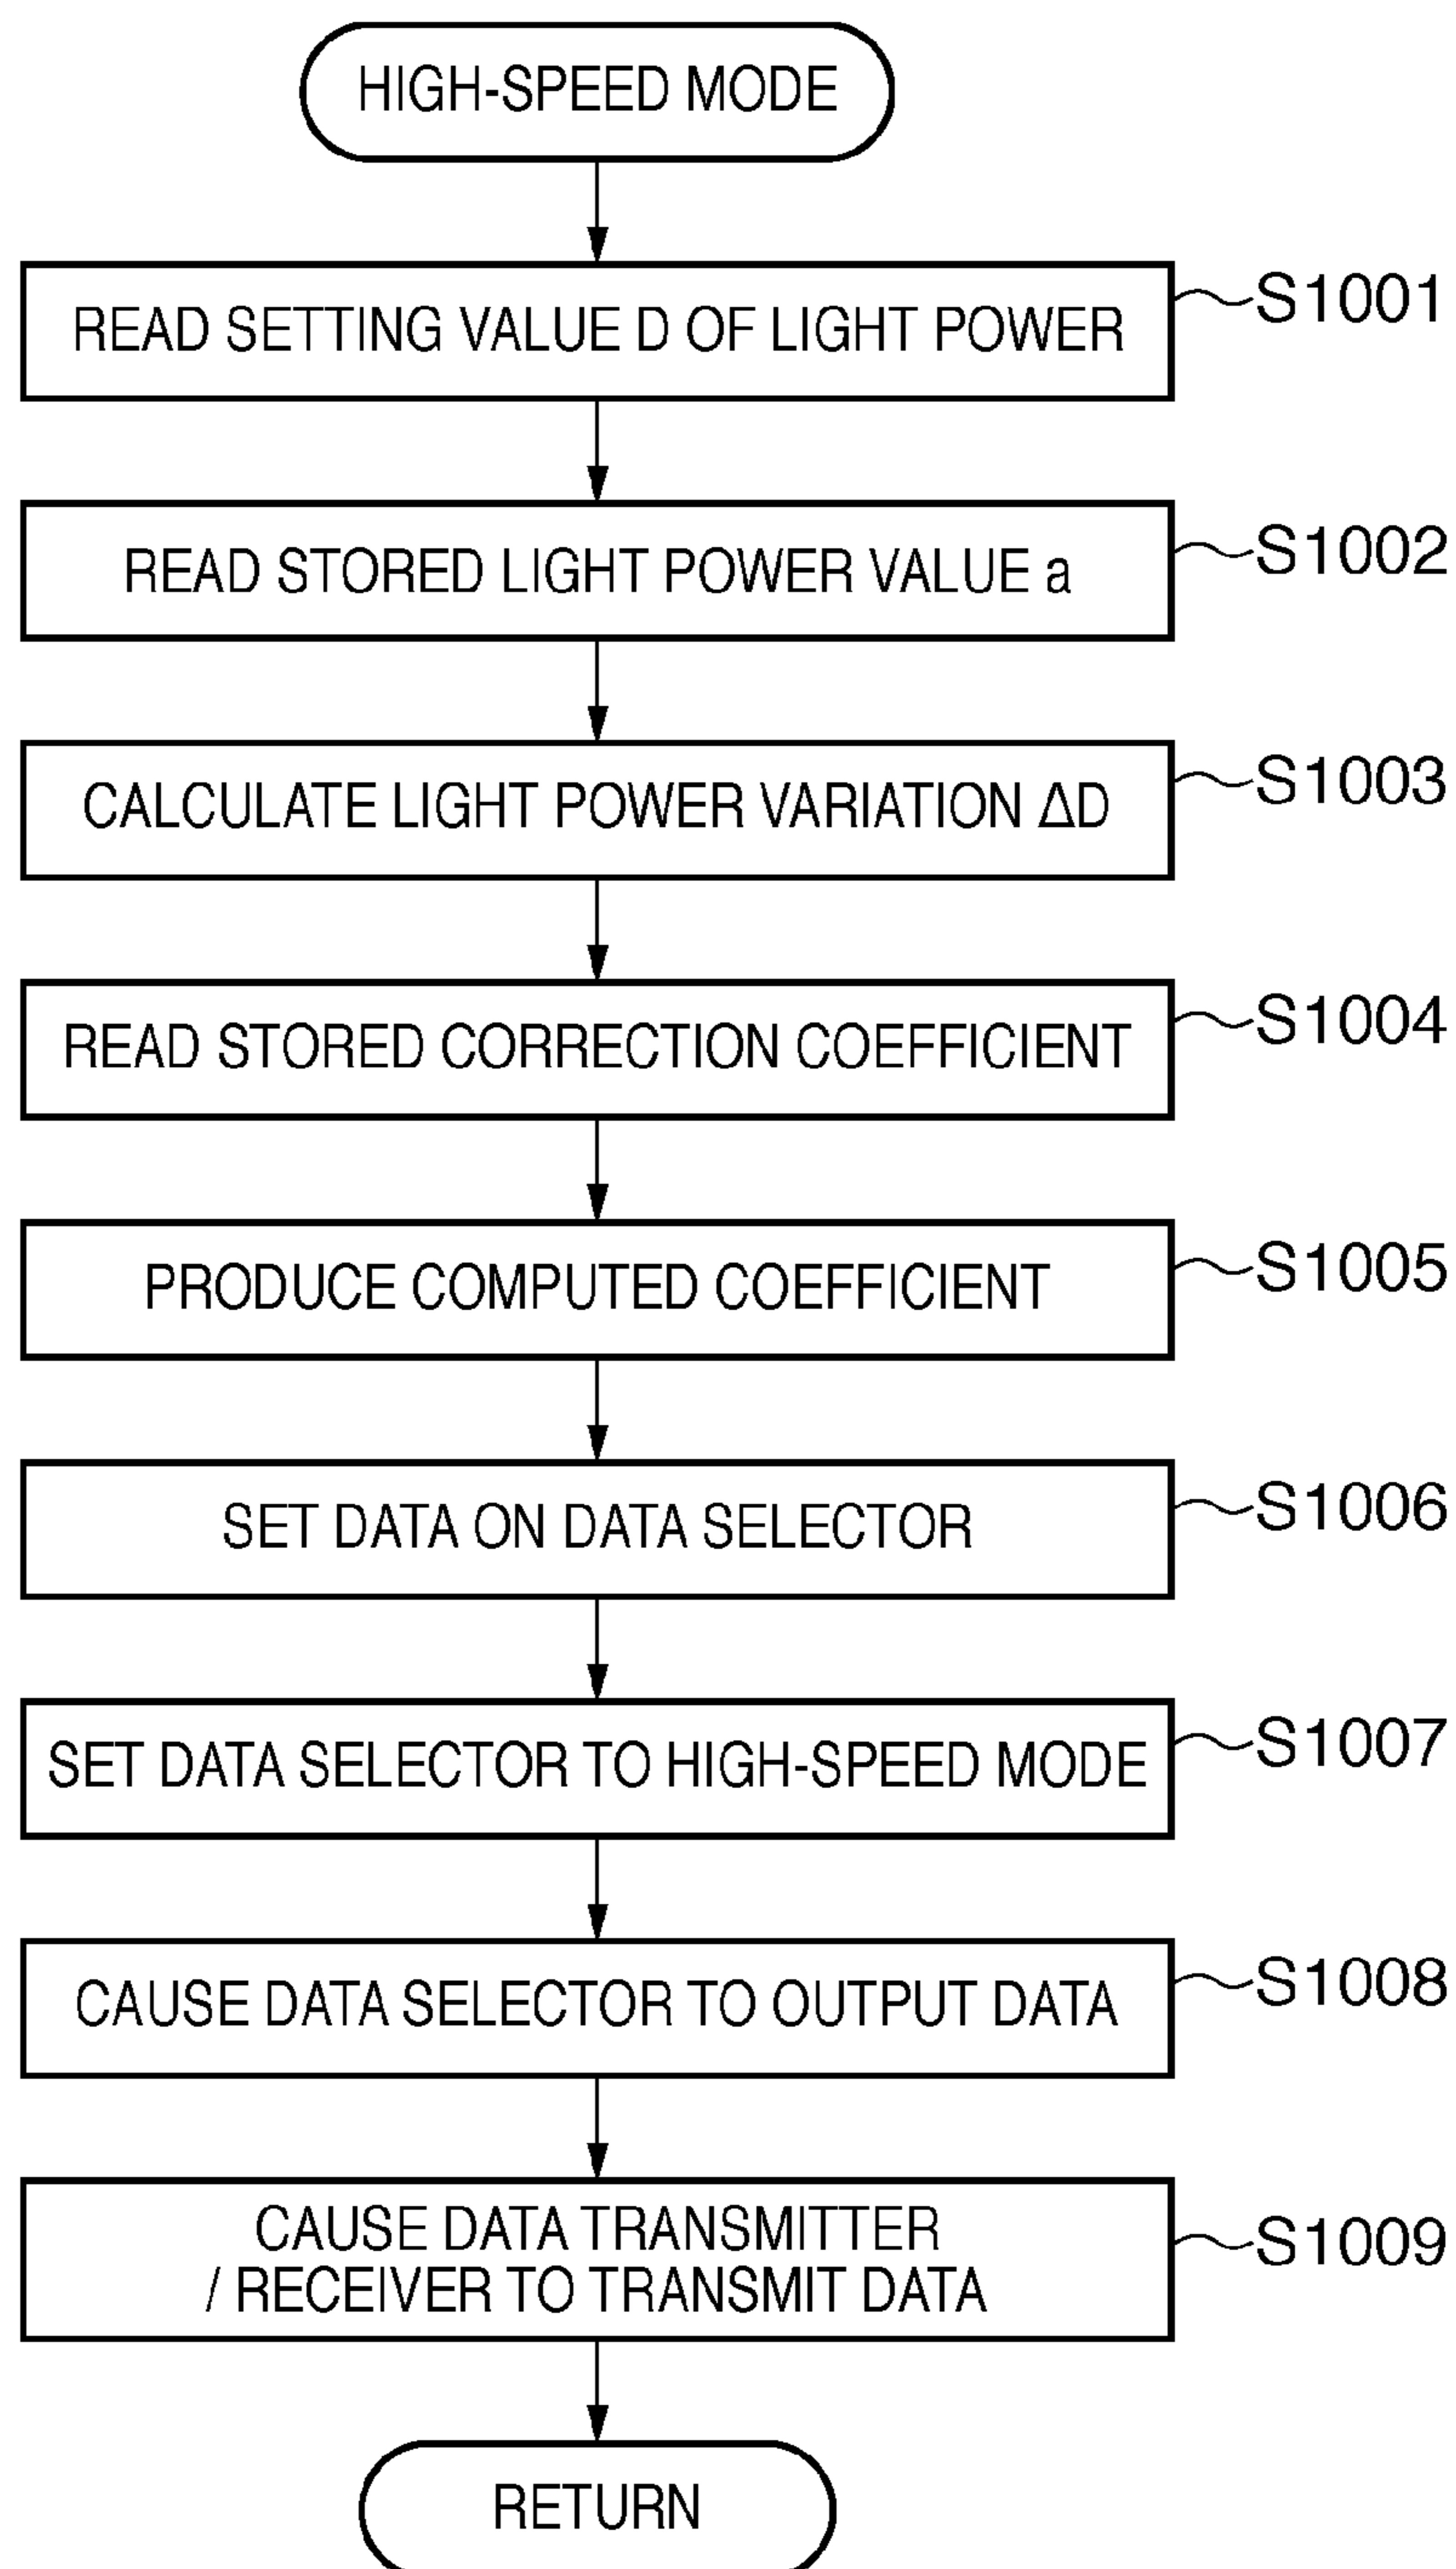 HIGH-SPEED MODE
READ SETTING VALUE D OF LIGHT POWER
S1001
READ STORED LIGHT POWER VALUE a
S1002
CALCULATE LIGHT POWER VARIATION ΔD
S1003
READ STORED CORRECTION COEFFICIENT
S1004
PRODUCE COMPUTED COEFFICIENT
S1005
SET DATA ON DATA SELECTOR
S1006
SET DATA SELECTOR TO HIGH-SPEED MODE
S1007
CAUSE DATA SELECTOR TO OUTPUT DATA
S1008
CAUSE DATA TRANSMITTER
/ RECEIVER TO TRANSMIT DATA
S1009
RETURN